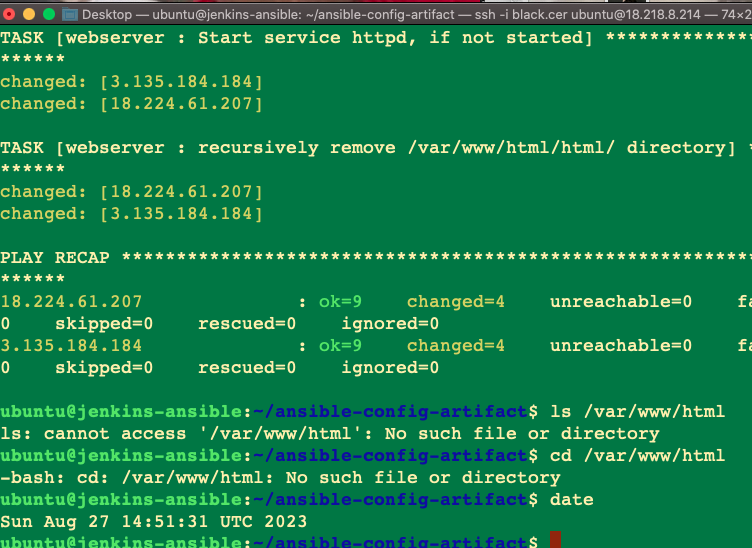 Desktop — ubuntu@jenkins-ansible: ~/ansible-config-artifact — ssh -i black.cer ubuntu@18.218.8.214 — 74×2
TASK [webserver : Start service httpd, if not started] *************
******
changed: [3.135.184.184]
changed: [18.224.61.207]
TASK [webserver : recursively remove /var/www/html/html/ directory] *
******
changed: [18.224.61.207]
changed: [3.135.184.184]
PLAY RECAP *********************************************************
******
18.224.61.207 : ok=9 changed=4 unreachable=0 fa
0 skipped=0 rescued=0 ignored=0
3.135.184.184 : ok=9 changed=4 unreachable=0 fa
0 skipped=0 rescued=0 ignored=0
ubuntu@jenkins-ansible:~/ansible-config-artifact$ ls /var/www/html
ls: cannot access '/var/www/html': No such file or directory
ubuntu@jenkins-ansible:~/ansible-config-artifact$ cd /var/www/html
-bash: cd: /var/www/html: No such file or directory
ubuntu@jenkins-ansible:~/ansible-config-artifact$ date
Sun Aug 27 14:51:31 UTC 2023
ubuntu@jenkins-ansible:~/ansible-config-artifact$